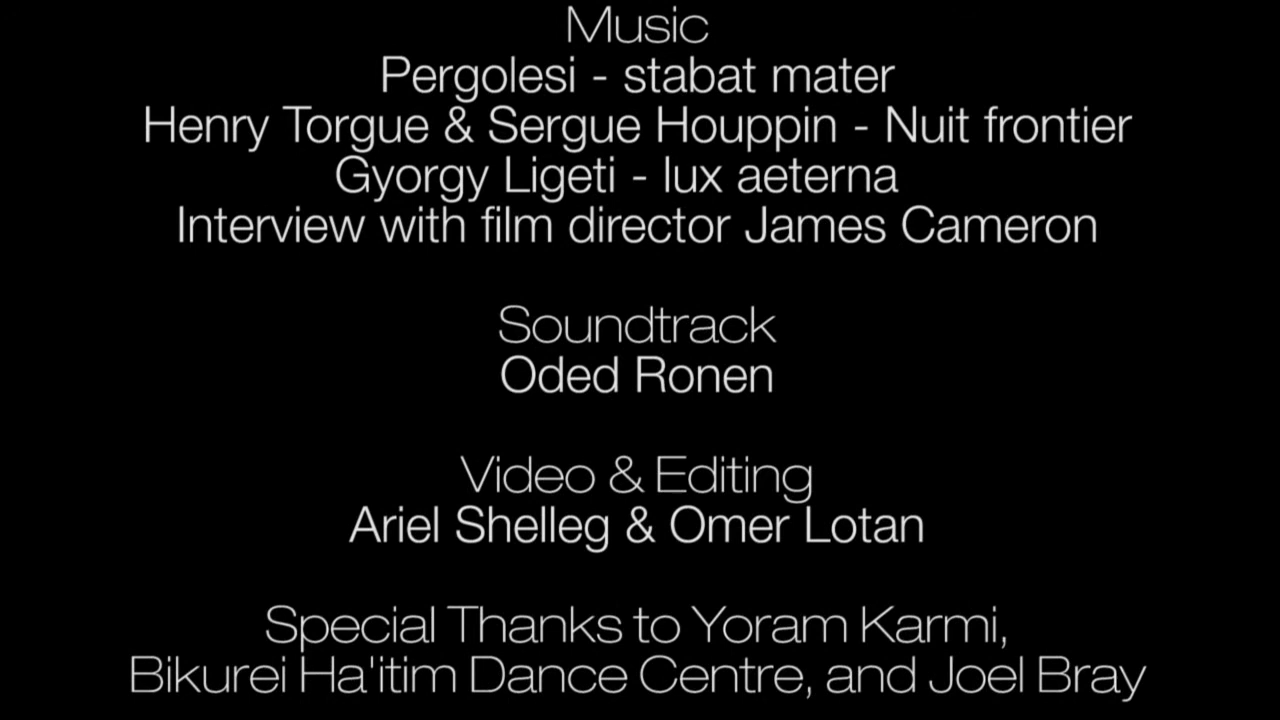 Music
Pergolesi - stabat mater
Henry Torgue & Sergue Houppin - Nuit frontier
Gyorgy Ligeti - lux aeterna
Interview with film director James Cameron
Soundtrack
Oded Ronen
Video & Editing
Ariel Shelleg & Omer Lotan
Special Thanks to Yoram Karmi,
Bikurei Ha'itim Dance Centre, and Joel Bray